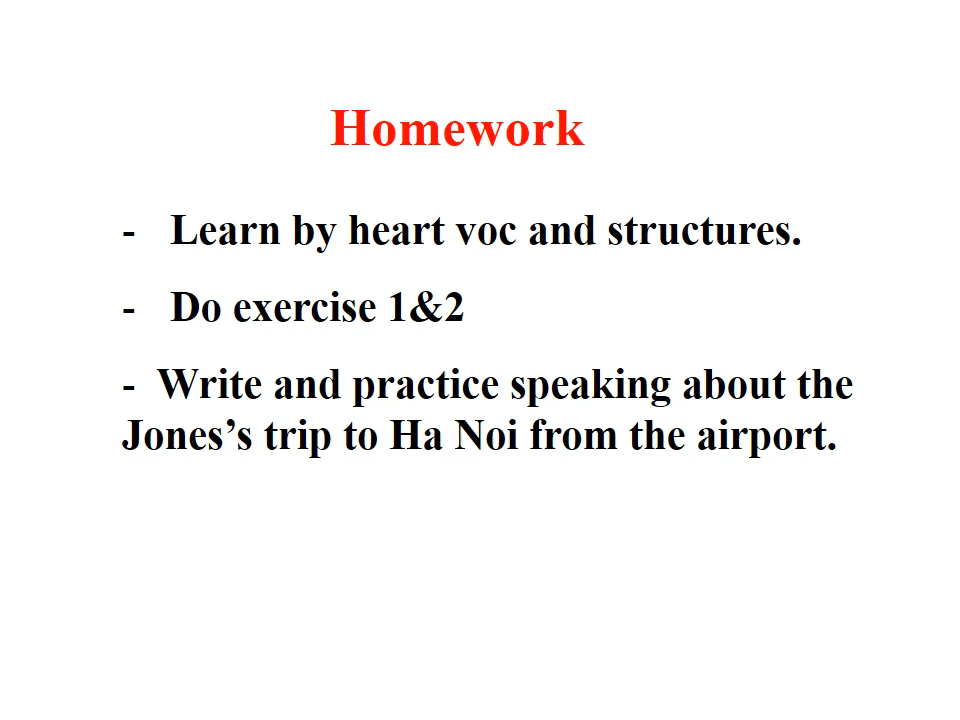 Homework
- Learn by heart voc and structures.
- Do exercise 1&2
- Write and practice speaking about the
Jones’s trip to Ha Noi from the airport.